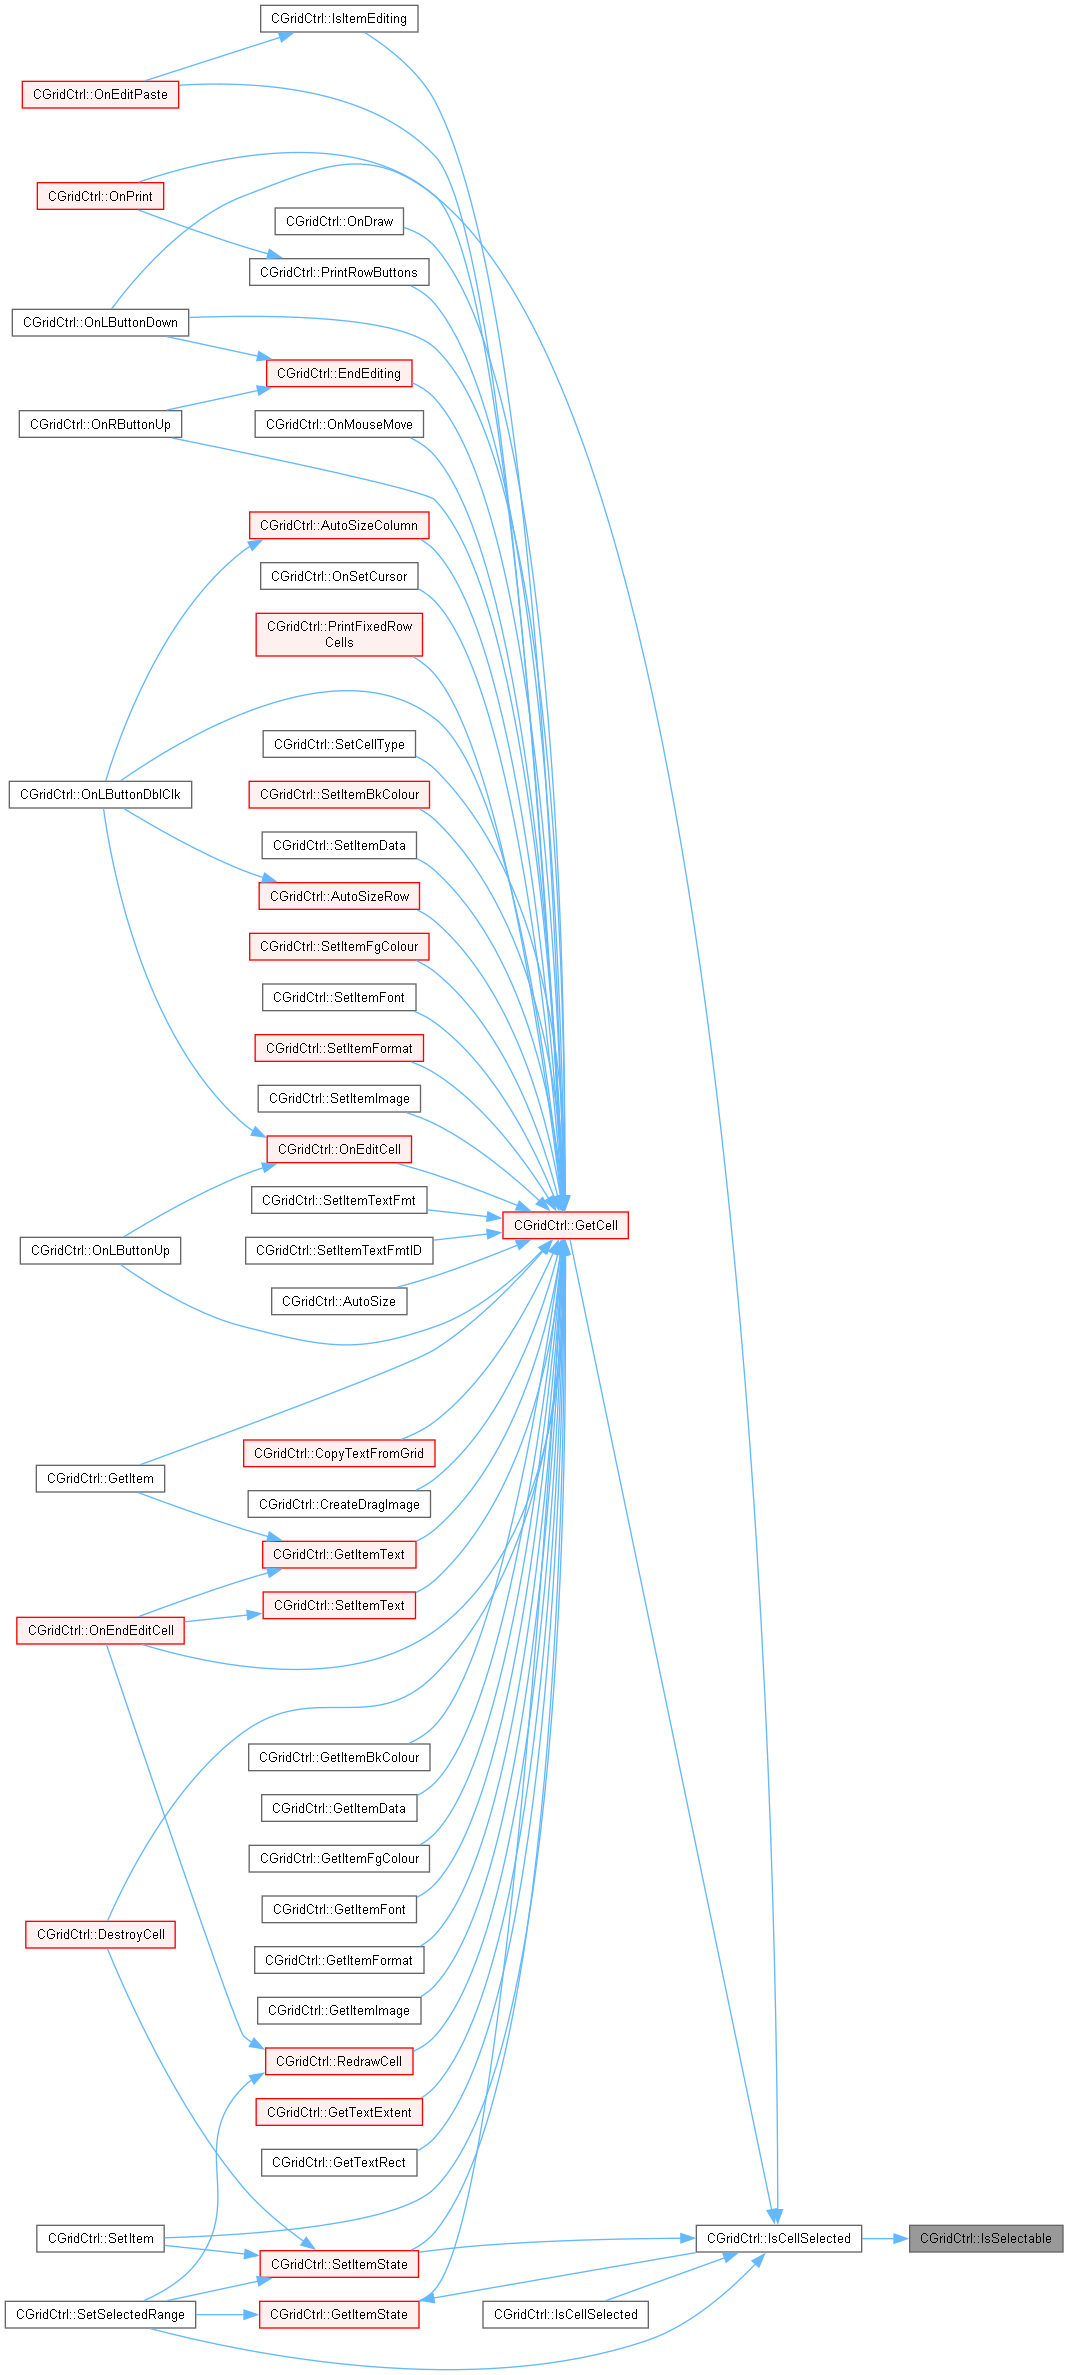 CGridCtrl::IsItemEditing
CGridCtrl::OnEditPaste
CGridCtrl::OnPrint
CGridCtrl::OnDraw
CGridCtrl::PrintRowButtons
CGridCtrl::OnLButtonDown
CGridCtrl::EndEditing
CGridCtrl::OnRButtonUp
CGridCtrl::OnMouseMove
CGridCtrl::AutoSizeColumn
CGridCtrl::OnSetCursor
CGridCtrl::PrintFixedRow
Cells
CGridCtrl::SetCellType
CGridCtrl::OnLButtonDblClk
CGridCtrl::SetItemBkColour
CGridCtrl::SetItemData
CGridCtrl::AutoSizeRow
CGridCtrl::SetItemFgColour
CGridCtrl::SetItemFont
CGridCtrl::SetItemFormat
CGridCtrl::SetItemImage
CGridCtrl::OnEditCell
CGridCtrl::SetItemTextFmt
CGridCtrl::GetCell
CGridCtrl::OnLButtonUp
CGridCtrl::SetItemTextFmtID
CGridCtrl::AutoSize
CGridCtrl::CopyTextFromGrid
CGridCtrl::GetItem
CGridCtrl::CreateDragImage
CGridCtrl::GetItemText
CGridCtrl::SetItemText
CGridCtrl::OnEndEditCell
CGridCtrl::GetItemBkColour
CGridCtrl::GetItemData
CGridCtrl::GetItemFgColour
CGridCtrl::GetItemFont
CGridCtrl::DestroyCell
CGridCtrl::GetItemFormat
CGridCtrl::GetItemImage
CGridCtrl::RedrawCell
CGridCtrl::GetTextExtent
CGridCtrl::GetTextRect
CGridCtrl::SetItem
CGridCtrl::IsCellSelected
CGridCtrl::IsSelectable
CGridCtrl::SetItemState
CGridCtrl::SetSelectedRange
CGridCtrl::GetItemState
CGridCtrl::IsCellSelected